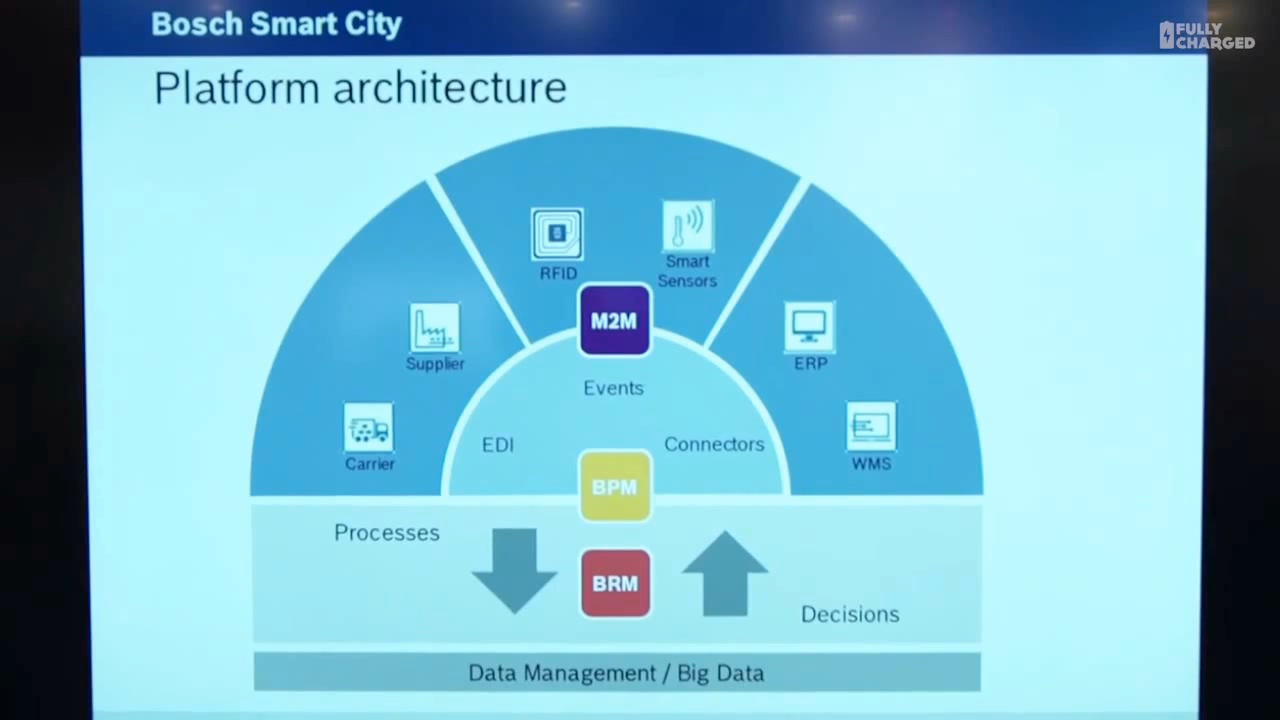 Bosch Smart City
FULLY
CHARGED
Platform architecture
RFID
Smart
Sensors
M2M
Supplier
ERP
Events
EDI
Connectors
Carrier
WMS
BPM
Processes
BRM
Decisions
Data Management / Big Data